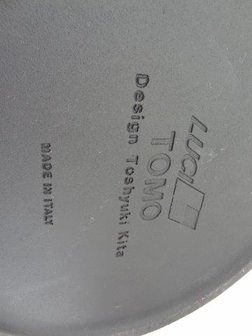 LUCI
TOMO
Design Toshyuki Kita
MADE IN ITALY